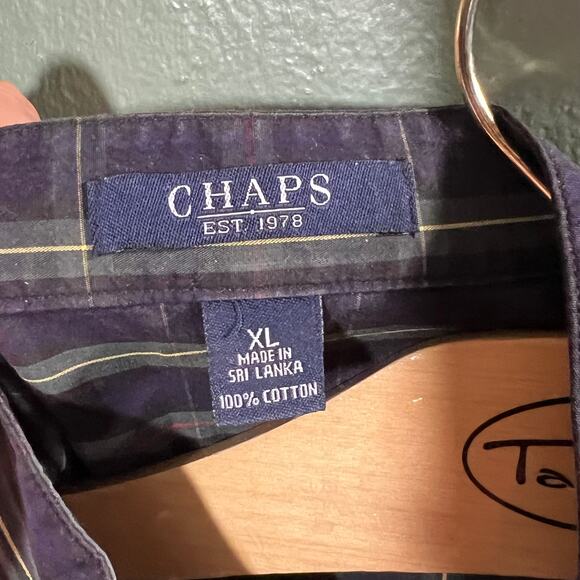 CHAPS
EST. 1978
XL
MADE IN
SRI LANKA
100% COTTON